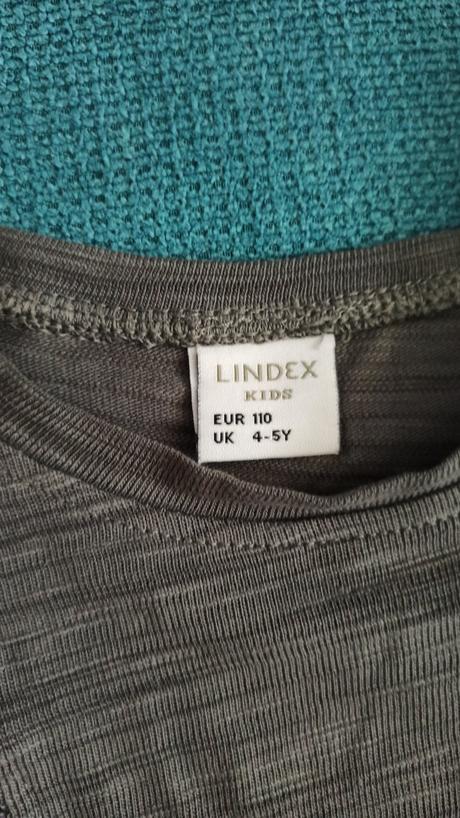 LINDEX
KIDS
EUR 110
UK 4-5Y